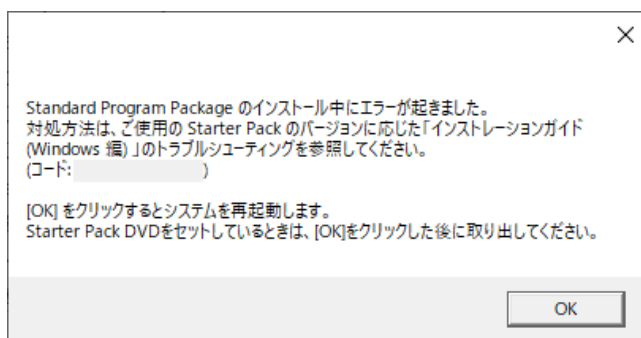 Standard Program Package のインストール中にエラーが起きました。
対処方法は、ご使用の Starter Pack のバージョンに応じた「インストレーションガイド
(Windows 編) 」のトラブルシューティングを参照してください。
(コード: )
[OK] をクリックするとシステムを再起動します。
Starter Pack DVDをセットしているときは、[OK]をクリックした後に取り出してください。
OK